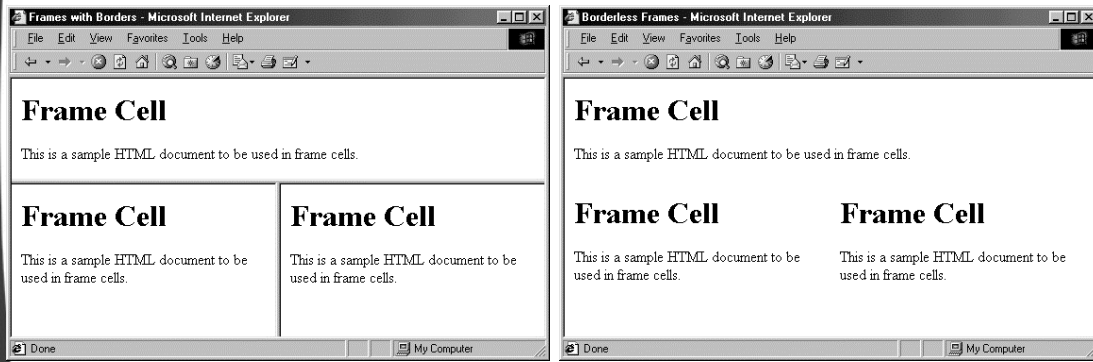 Frames with Borders - Microsoft Internet Explorer
File Edit View Favorites Tools Help
Frame Cell
This is a sample HTML document to be used in frame cells.
Frame Cell
This is a sample HTML document to be
used in frame cells.
Frame Cell
This is a sample HTML document to be
used in frame cells.
Done
My Computer
Borderless Frames - Microsoft Internet Explorer
File Edit View Favorites Tools Help
Frame Cell
This is a sample HTML document to be used in frame cells.
Frame Cell
This is a sample HTML document to be
used in frame cells.
Frame Cell
This is a sample HTML document to be
used in frame cells.
Done
My Computer